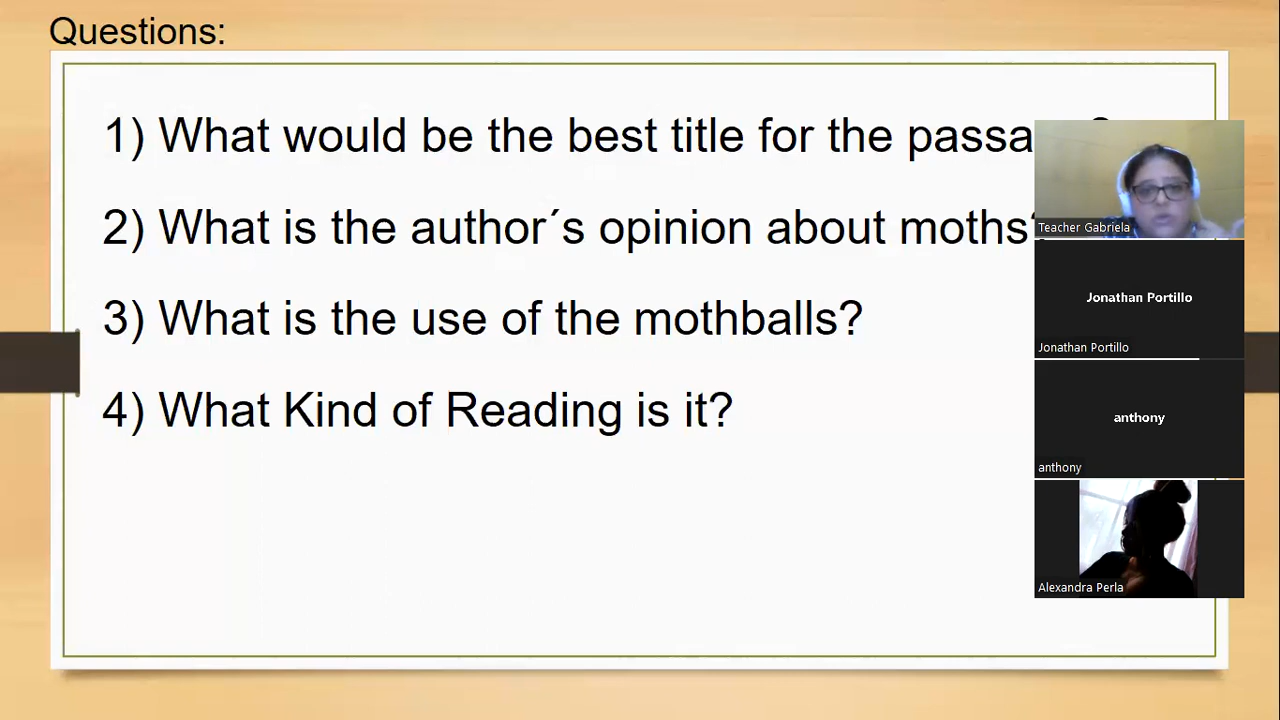 Questions:
1) What would be the best title for the
2) What is the author´s opinion about moths?
3) What is the use of the mothballs?
4) What Kind of Reading is it?
Teacher Gabriela
Jonathan Portillo
Jonathan Portillo
anthony
anthony
Alexandra Perla